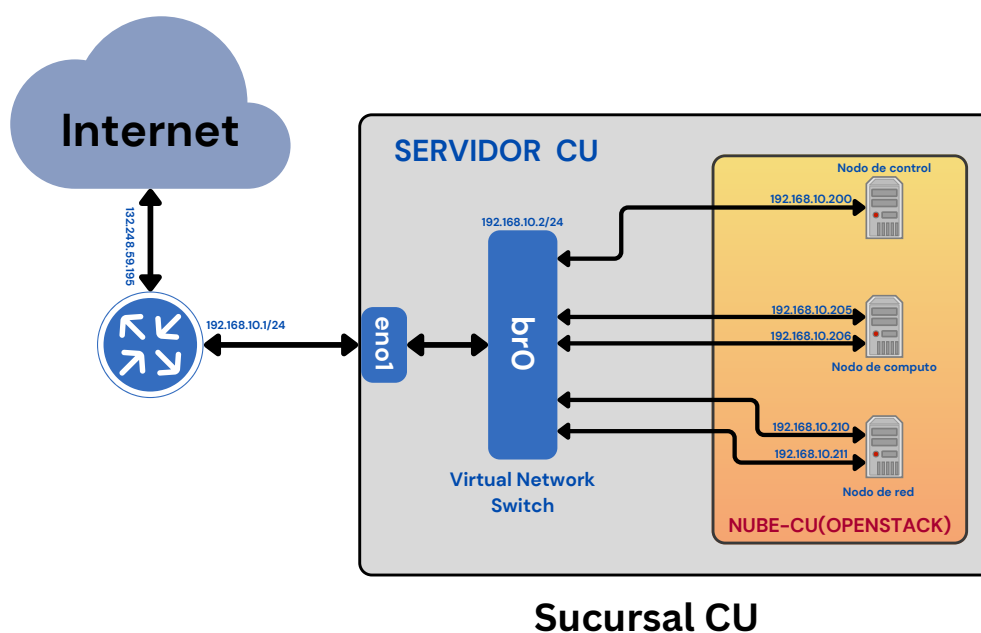 Internet
132.248.59.195
192.168.10.1/24
SERVIDOR CU
eno1
192.168.10.2/24
br0
Virtual Network
Switch
Nodo de control
192.168.10.200
192.168.10.205
192.168.10.206
Nodo de computo
192.168.10.210
192.168.10.211
Nodo de red
NUBE-CU(OPENSTACK)
Sucursal CU